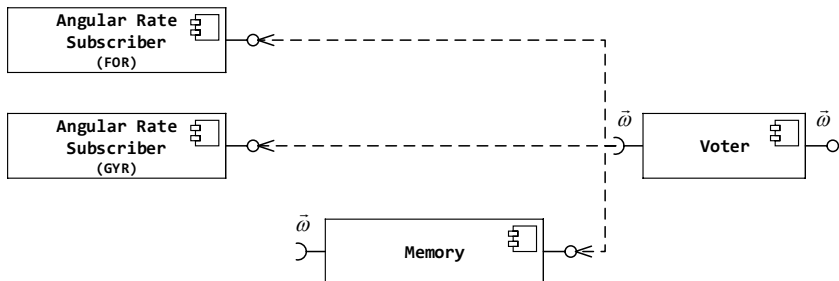 Angular Rate
Subscriber
(FOR)
Angular Rate
Subscriber
(GYR)
ω⃗
Voter
ω⃗
ω⃗
Memory